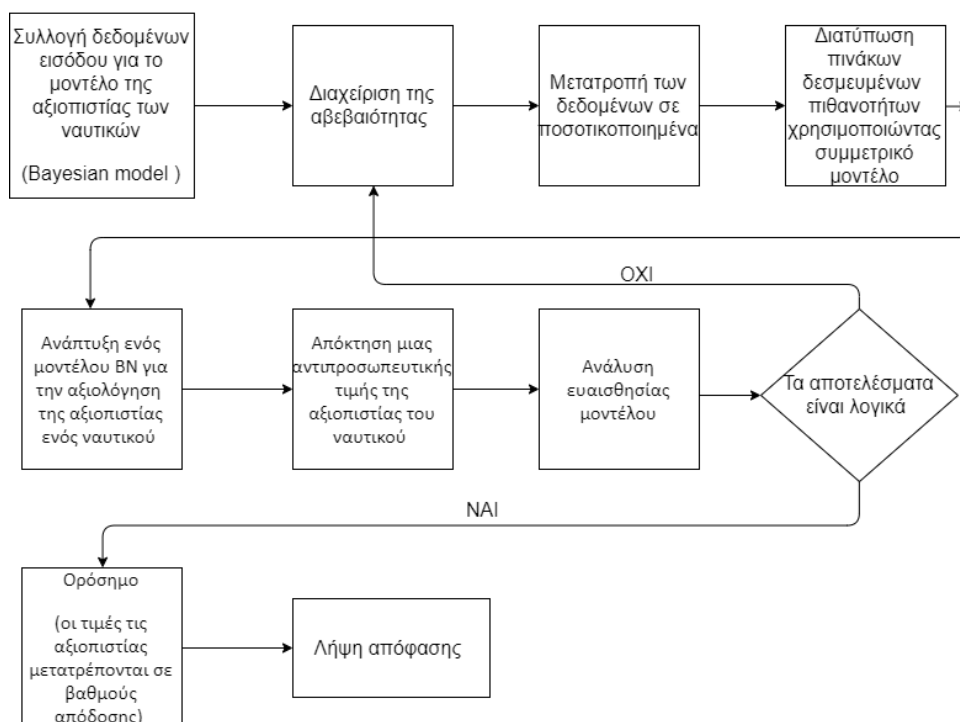 Συλλογή δεδομένων
εισόδου για το
μοντέλο της
αξιοπιστίας των
ναυτικών
(Bayesian model )
Διαχείριση της
αβεβαιότητας
Μετατροπή των
δεδομένων σε
ποσοτικοποιημένα
Διατύπωση
πινάκων
δεσμευμένων
πιθανοτήτων
χρησιμοποιώντας
συμμετρικό
μοντέλο
ΟΧΙ
Ανάπτυξη ενός
μοντέλου BN για
την αξιολόγηση
της αξιοπιστίας
ενός ναυτικού
Απόκτηση μιας
αντιπροσωπευτικής
τιμής της
αξιοπιστίας του
ναυτικού
Ανάλυση
ευαισθησίας
μοντέλου
Τα αποτελέσματα
είναι λογικά
ΝΑΙ
Ορόσημο
(οι τιμές τις
αξιοπιστίας
μετατρέπονται σε
βαθμούς
απόδοσης)
Λήψη απόφασης